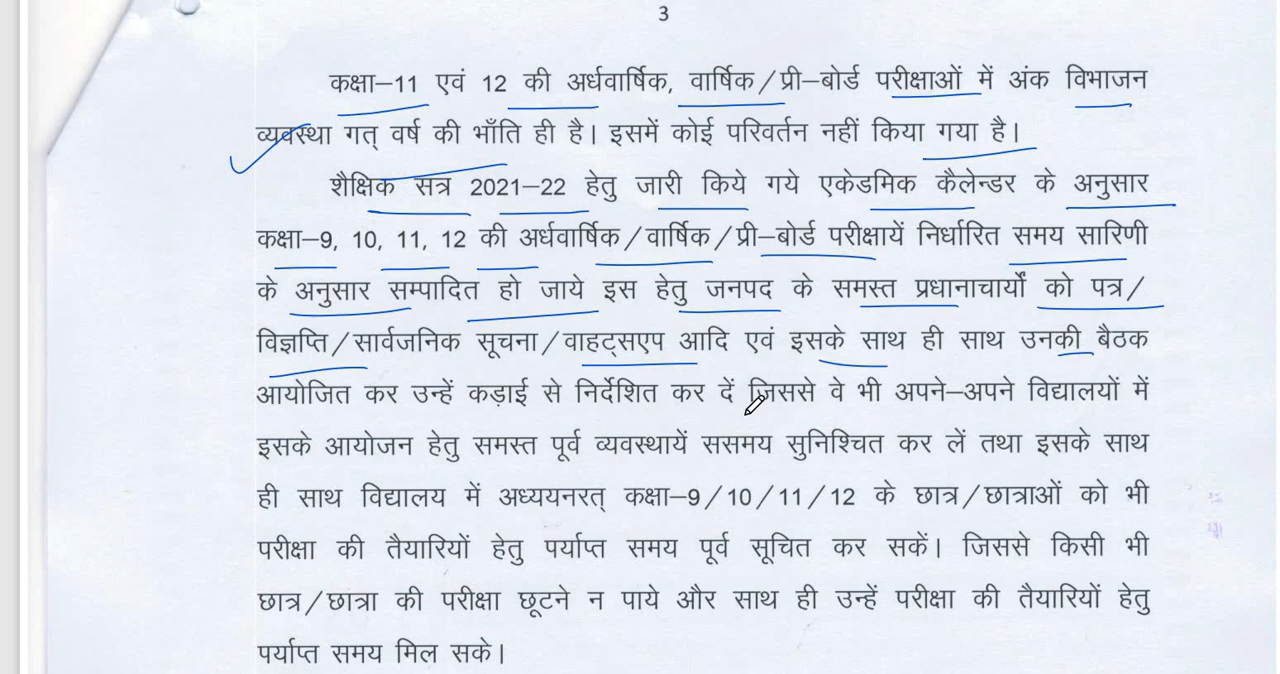 3
कक्षा–11 एवं 12 की अर्धवार्षिक, वार्षिक/प्री–बोर्ड परीक्षाओं में अंक विभाजन
व्यवस्था गत् वर्ष की भाँति ही है। इसमें कोई परिवर्तन नहीं किया गया है।
शैक्षिक सत्र 2021–22 हेतु जारी किये गये एकेडमिक कैलेन्डर के अनुसार
कक्षा–9, 10, 11, 12 की अर्धवार्षिक/वार्षिक/प्री–बोर्ड परीक्षायें निर्धारित समय सारिणी
के अनुसार सम्पादित हो जाये इस हेतु जनपद के समस्त प्रधानाचार्यों को पत्र/
विज्ञप्ति/सार्वजनिक सूचना/वाहट्सएप आदि एवं इसके साथ ही साथ उनकी बैठक
आयोजित कर उन्हें कड़ाई से निर्देशित कर दें जिससे वे भी अपने–अपने विद्यालयों में
इसके आयोजन हेतु समस्त पूर्व व्यवस्थायें ससमय सुनिश्चित कर लें तथा इसके साथ
ही साथ विद्यालय में अध्ययनरत् कक्षा–9/10/11/12 के छात्र/छात्राओं को भी
परीक्षा की तैयारियों हेतु पर्याप्त समय पूर्व सूचित कर सकें। जिससे किसी भी
छात्र/छात्रा की परीक्षा छूटने न पाये और साथ ही उन्हें परीक्षा की तैयारियों हेतु
पर्याप्त समय मिल सके।